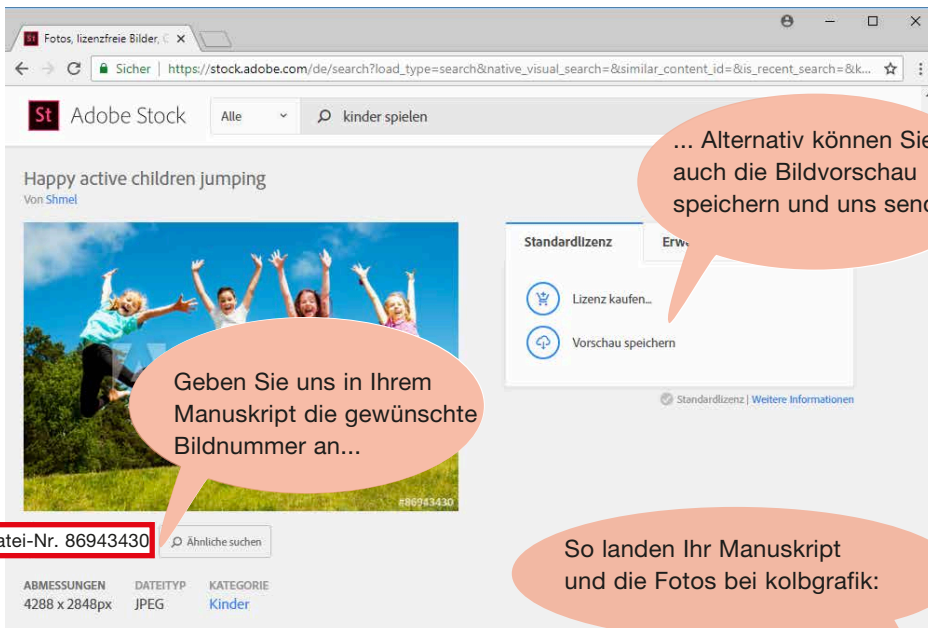 St Fotos, lizenzfreie Bilder,
Sicher | https://stock.adobe.com/de/search?load_type=search&native_visual_search=&similar_content_id=&is_recent_search=&k...
St Adobe Stock Alle kinder spielen
... Alternativ können Sie
auch die Bildvorschau
speichern und uns send
Happy active children jumping
Von Shmel
Standardlizenz Erw
Lizenz kaufen...
Vorschau speichern
Standardlizenz | Weitere Informationen
Geben Sie uns in Ihrem
Manuskript die gewünschte
Bildnummer an...
#86943430
atei-Nr. 86943430 Ähnliche suchen
So landen Ihr Manuskript
und die Fotos bei kolbgrafik:
ABMESSUNGEN DATEITYP KATEGORIE
4288 x 2848px JPEG Kinder